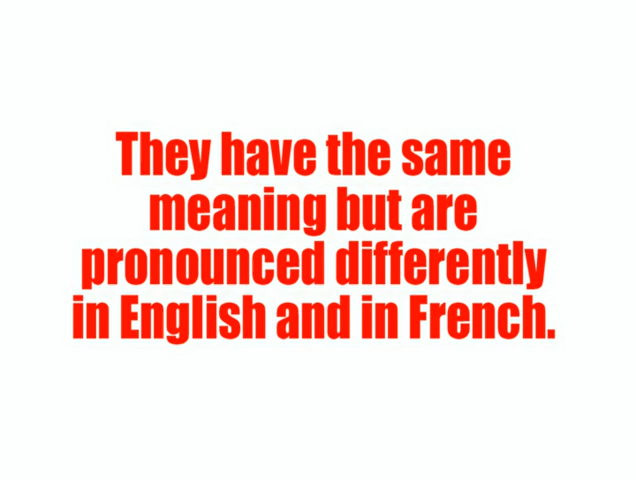 They have the same
meaning but are
pronounced differently
in English and in French.